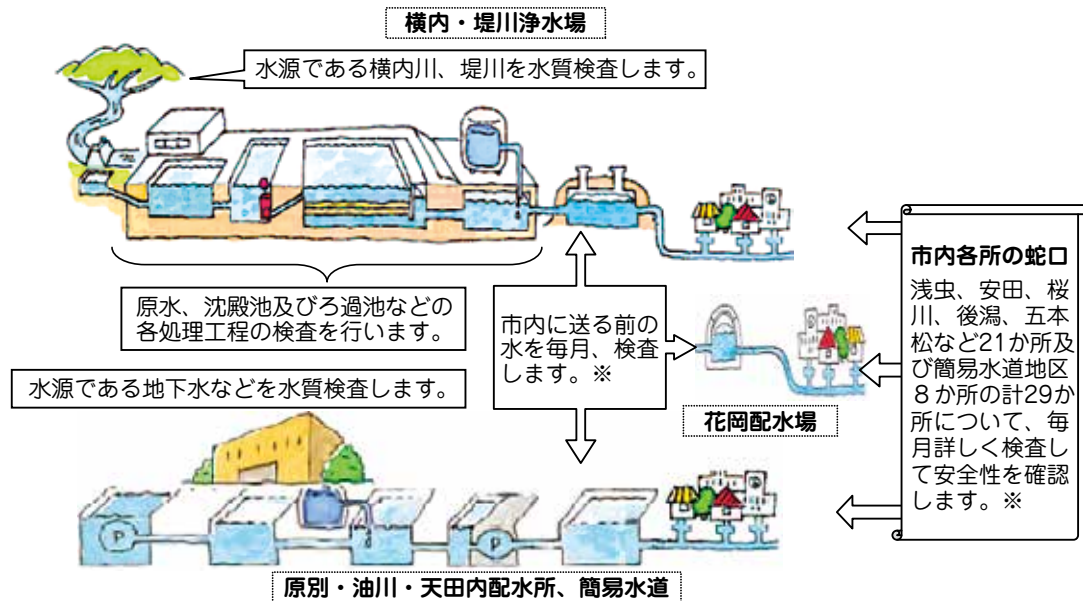 横内・堤川浄水場
水源である横内川、堤川を水質検査します。
原水、沈殿池及びろ過池などの
各処理工程の検査を行います。
市内に送る前の
水を毎月、検査
します。※
市内各所の蛇口
浅虫、安田、桜
川、後潟、五本
松など21か所及
び簡易水道地区
８か所の計29か
所について、毎
月詳しく検査し
て安全性を確認
します。※
水源である地下水などを水質検査します。
花岡配水場
P
P
原別・油川・天田内配水所、簡易水道